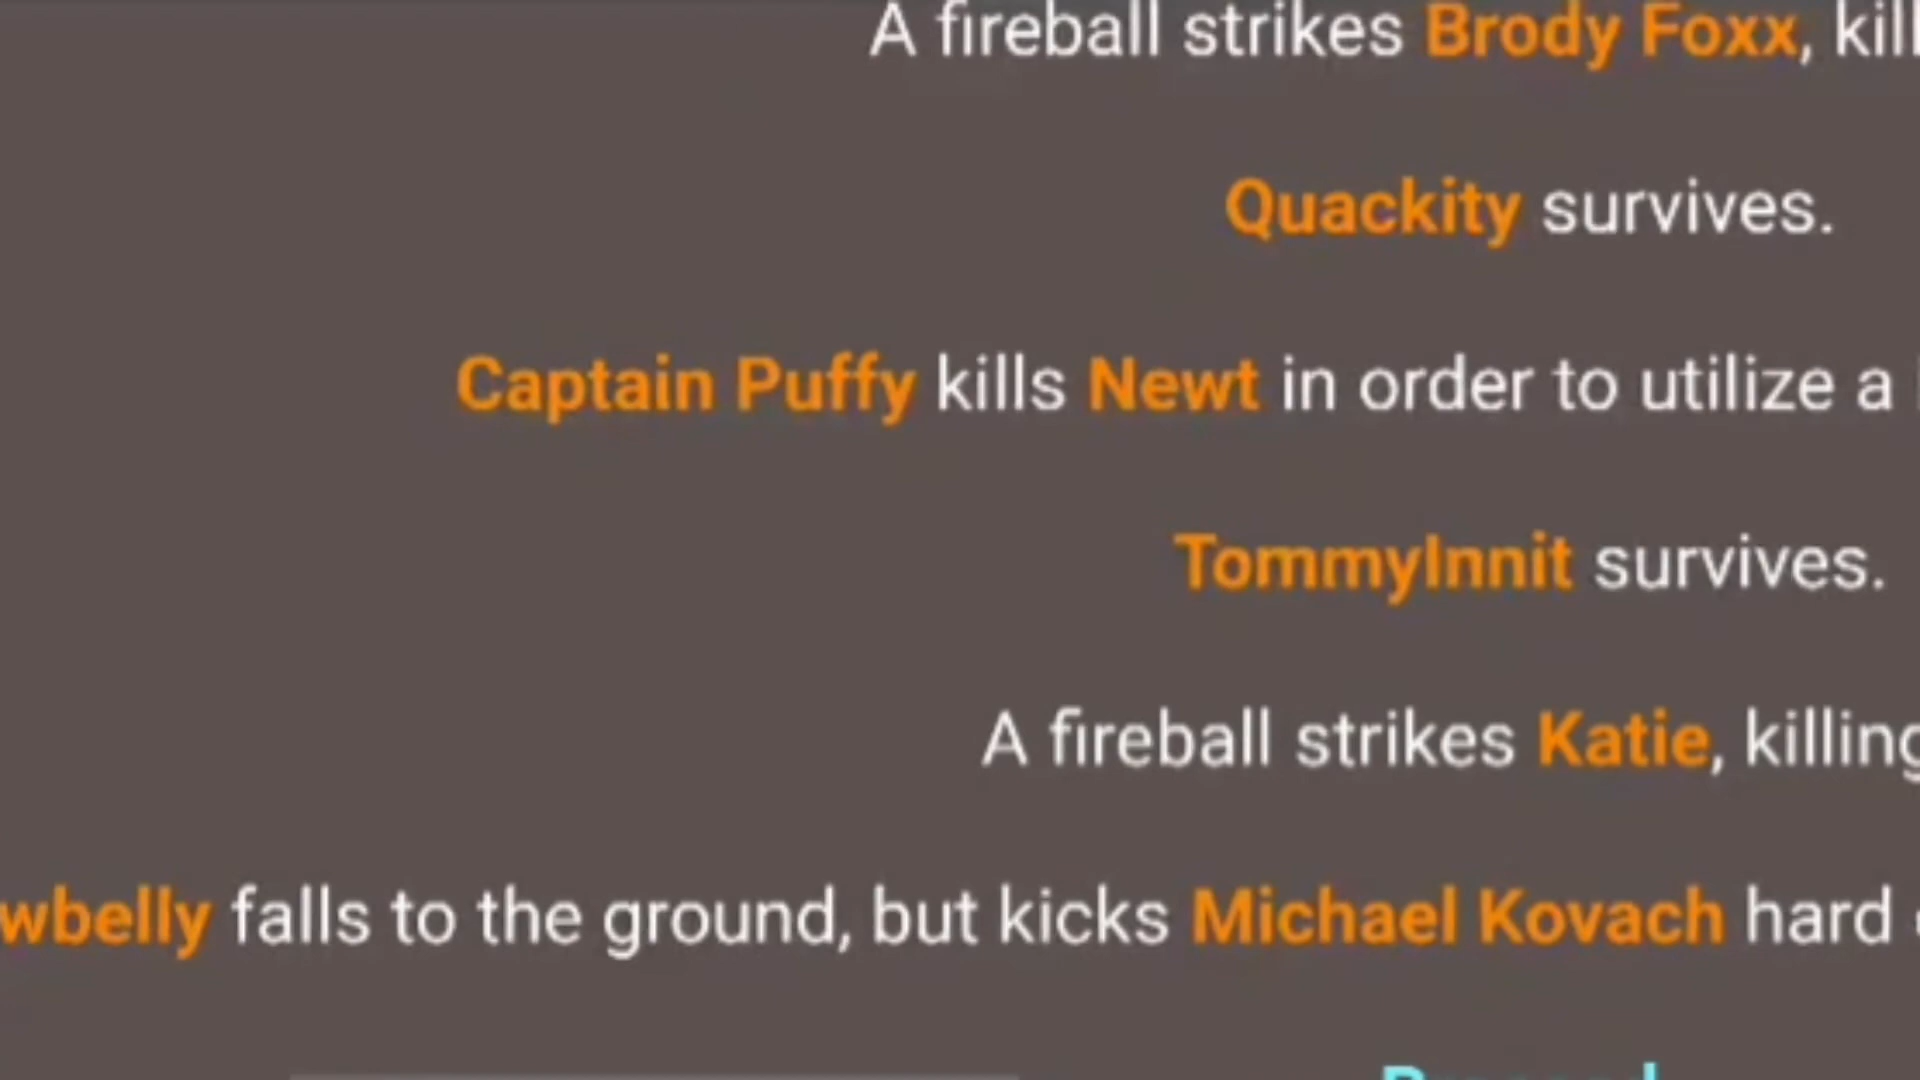 A fireball strikes Brody Foxx, kill
Quackity survives.
Captain Puffy kills Newt in order to utilize a
TommyInnit survives.
A fireball strikes Katie, killing
wbelly falls to the ground, but kicks Michael Kovach hard